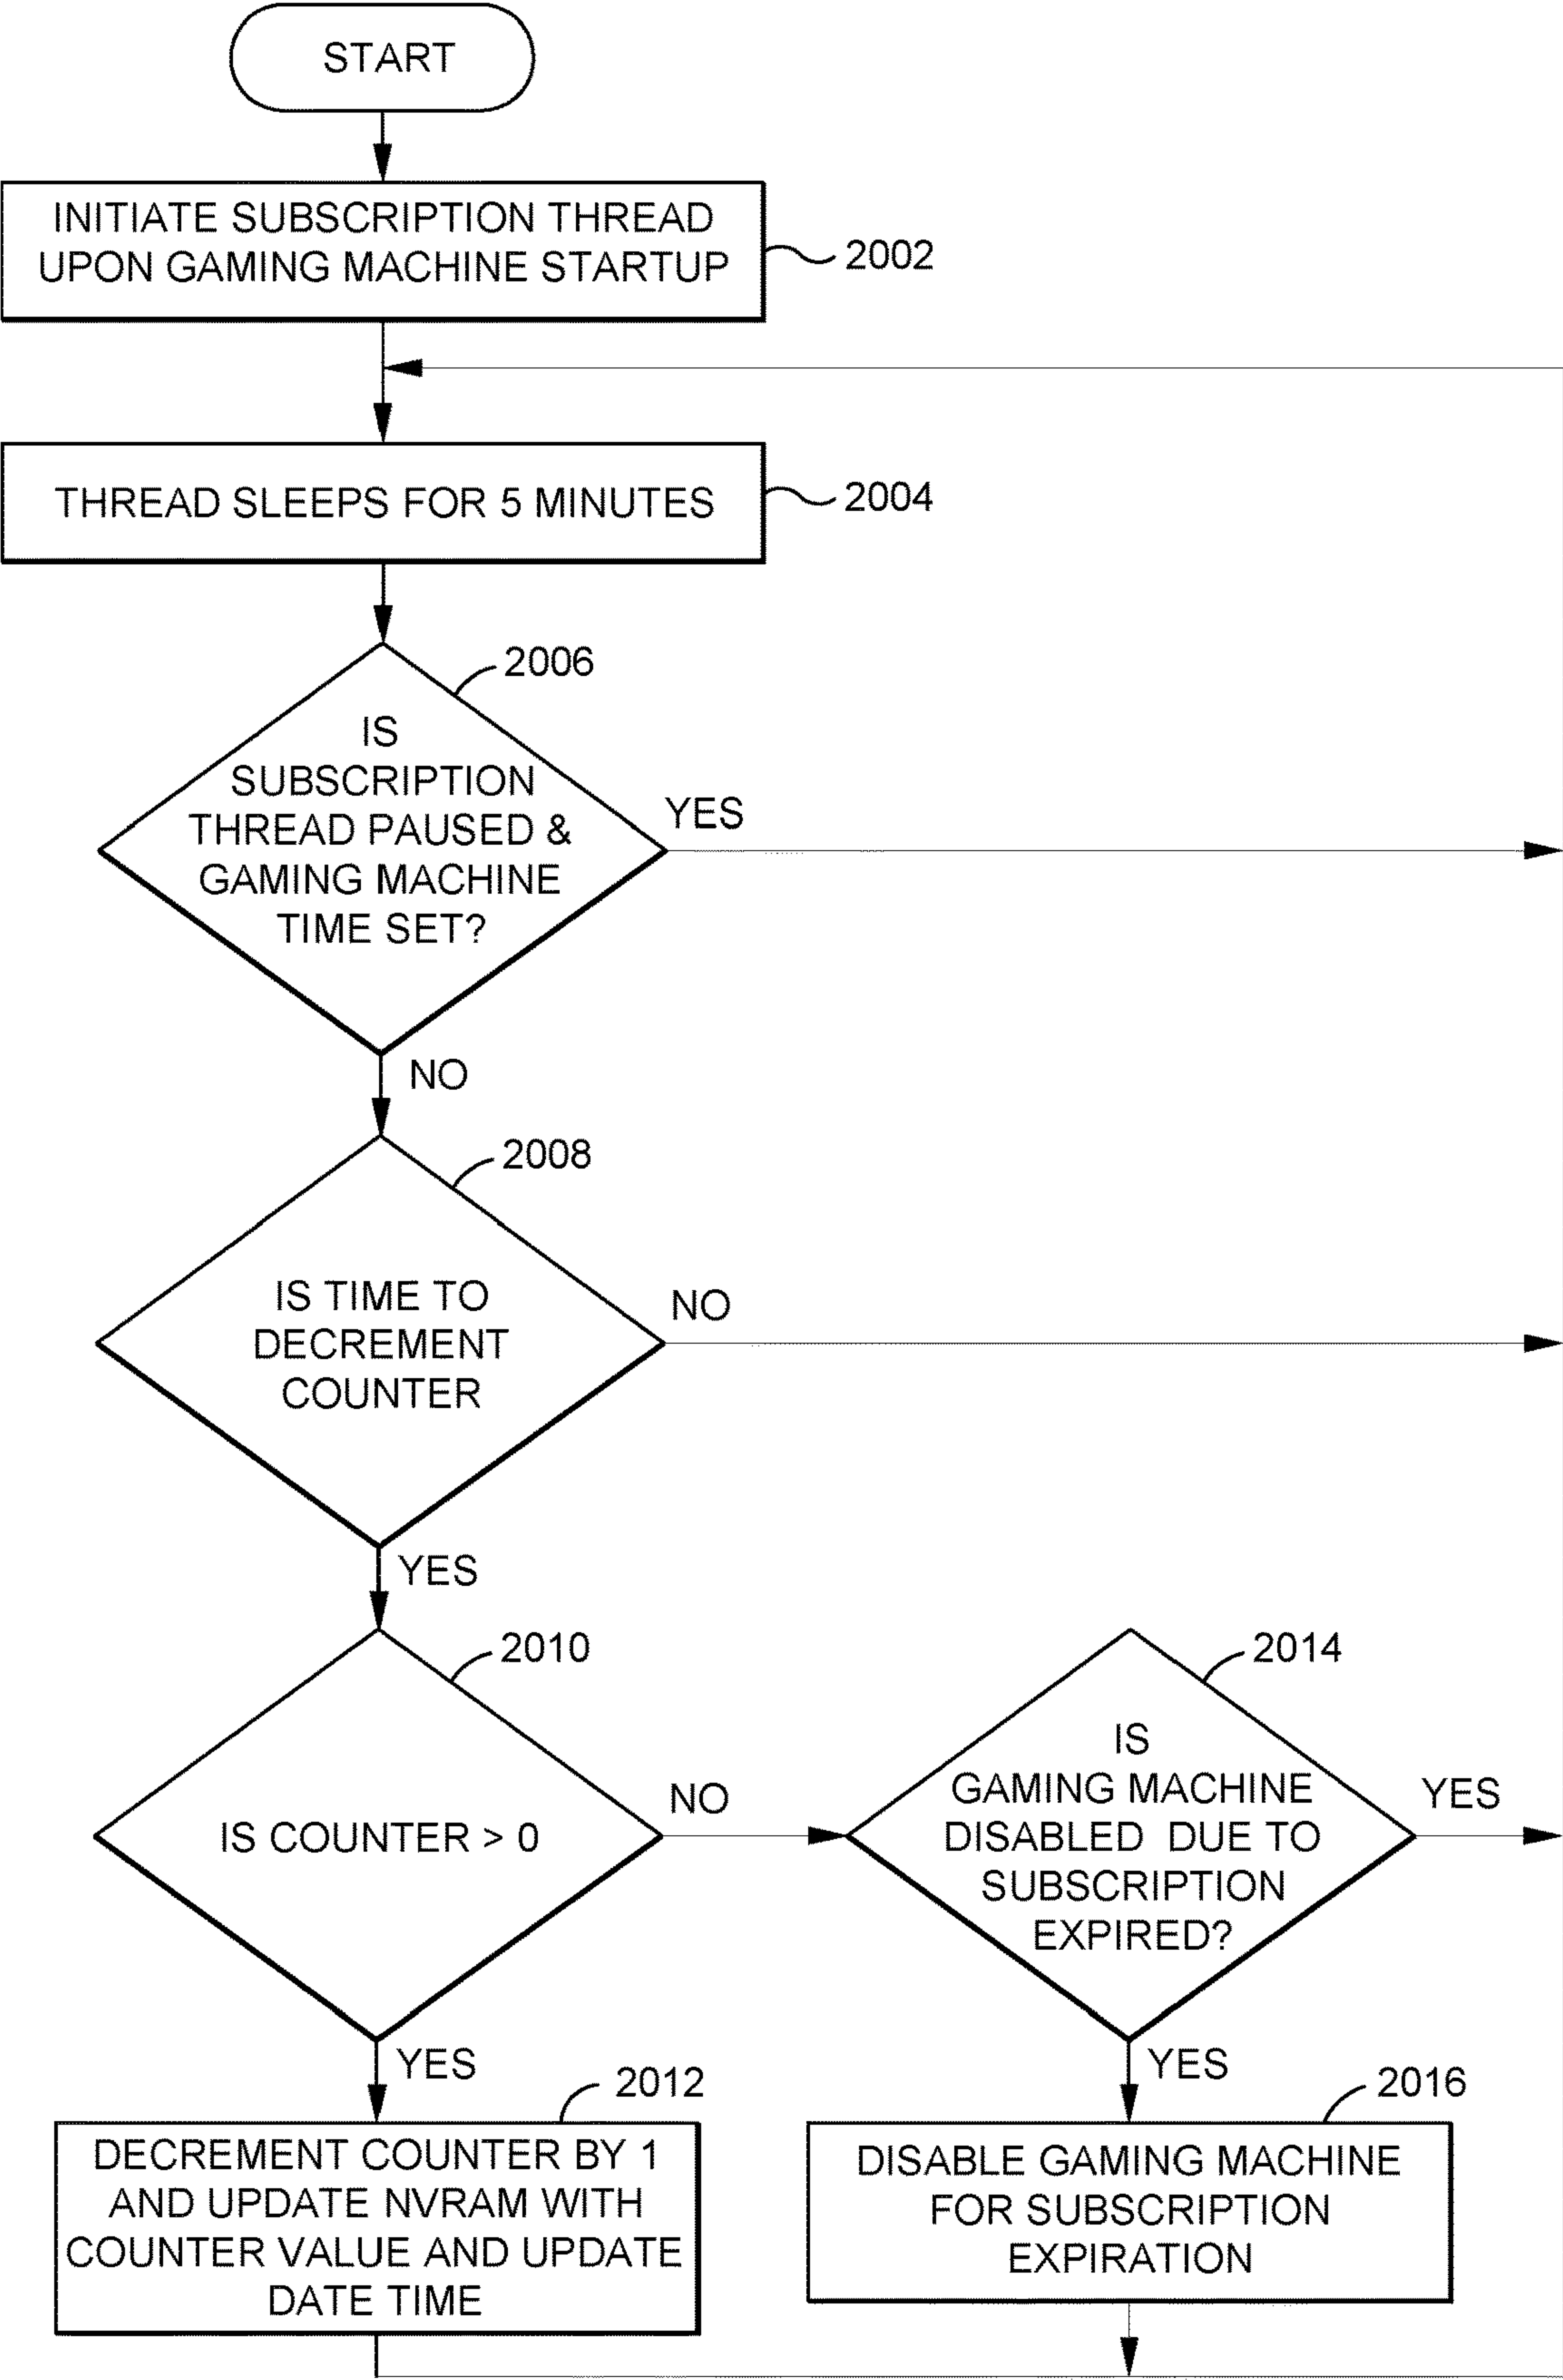 START
INITIATE SUBSCRIPTION THREAD
UPON GAMING MACHINE STARTUP
2002
THREAD SLEEPS FOR 5 MINUTES
2004
2006
IS
SUBSCRIPTION
THREAD PAUSED &
GAMING MACHINE
TIME SET?
YES
NO
2008
IS TIME TO
DECREMENT
COUNTER
NO
YES
2010
IS COUNTER > 0
NO
YES
2014
IS
GAMING MACHINE
DISABLED DUE TO
SUBSCRIPTION
EXPIRED?
YES
YES
2012
DECREMENT COUNTER BY 1
AND UPDATE NVRAM WITH
COUNTER VALUE AND UPDATE
DATE TIME
2016
DISABLE GAMING MACHINE
FOR SUBSCRIPTION
EXPIRATION